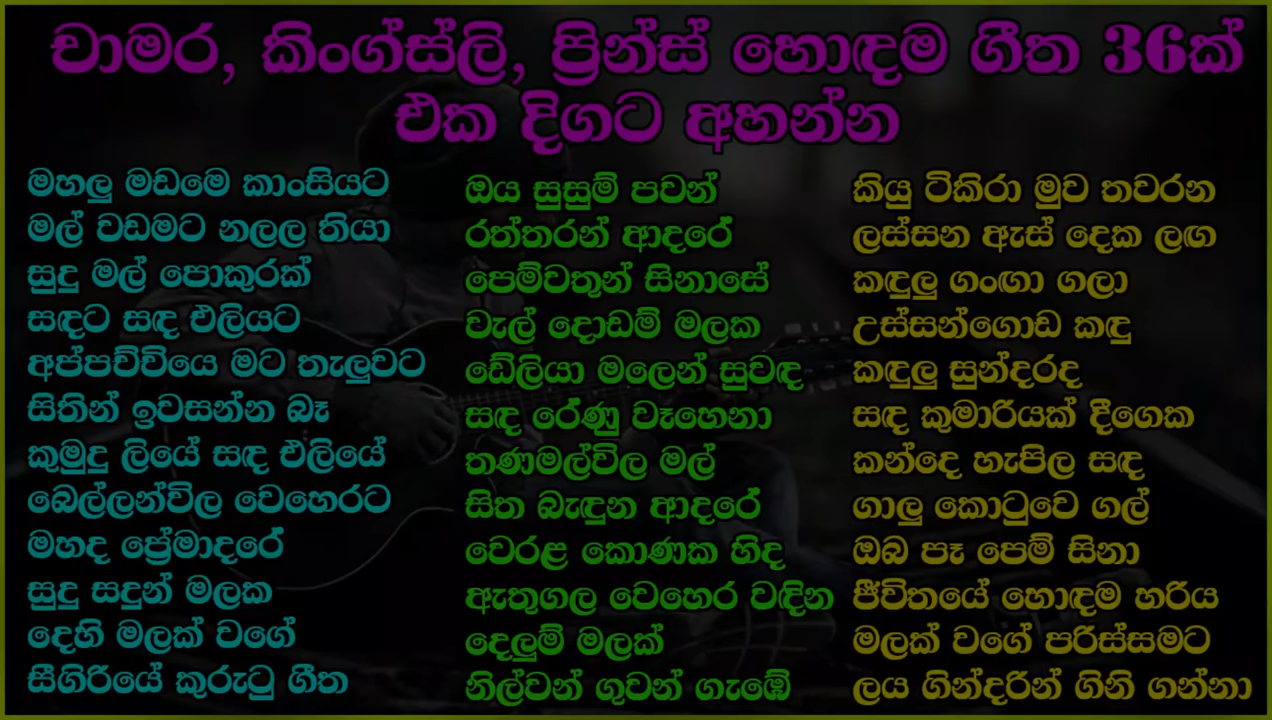 චාමර, කිංග්ස්ලි, ප්‍රින්ස් හොඳම ගීත 36ක්
එක දිගට අහන්න
මහලු මඩමෙ කාංසියට
මල් වඩමට නලල තියා
සුදු මල් පොකුරක්
සඳට සඳ එලියට
අප්පච්චියෙ මට තැලුවට
සිතින් ඉවසන්න බෑ
කුමුදු ලියේ සඳ එලියේ
බෙල්ලන්විල වෙහෙරට
මහද ප්‍රේමාදරේ
සුදු සඳුන් මලක
දෙහි මලක් වගේ
සීගිරියේ කුරුටු ගීත
ඔය සුසුම් පවන්
රත්තරන් ආදරේ
පෙම්වතුන් සිනාසේ
වැල් දොඩම් මලක
ඩේලියා මලෙන් සුවඳ
සඳ රේණු වෑහෙනා
තණමල්විල මල්
සිත බැඳුන ආදරේ
වෙරළ කොණක හිද
ඇතුගල වෙහෙර වඳින
දෙලුම් මලක්
නිල්වන් ගුවන් ගැඹේ
කියු ටිකිරා මුව තවරන
ලස්සන ඇස් දෙක ලඟ
කඳුලු ගංඟා ගලා
උස්සන්ගොඩ කඳු
කඳුලු සුන්දරද
සඳ කුමාරියක් දීගෙක
කන්දෙ හැපිල සඳ
ගාලු කොටුවෙ ගල්
ඔබ පෑ පෙම් සිනා
ජීවිතයේ හොඳම හරිය
මලක් වගේ පරිස්සමට
ලය ගින්දරින් ගිනි ගන්නා